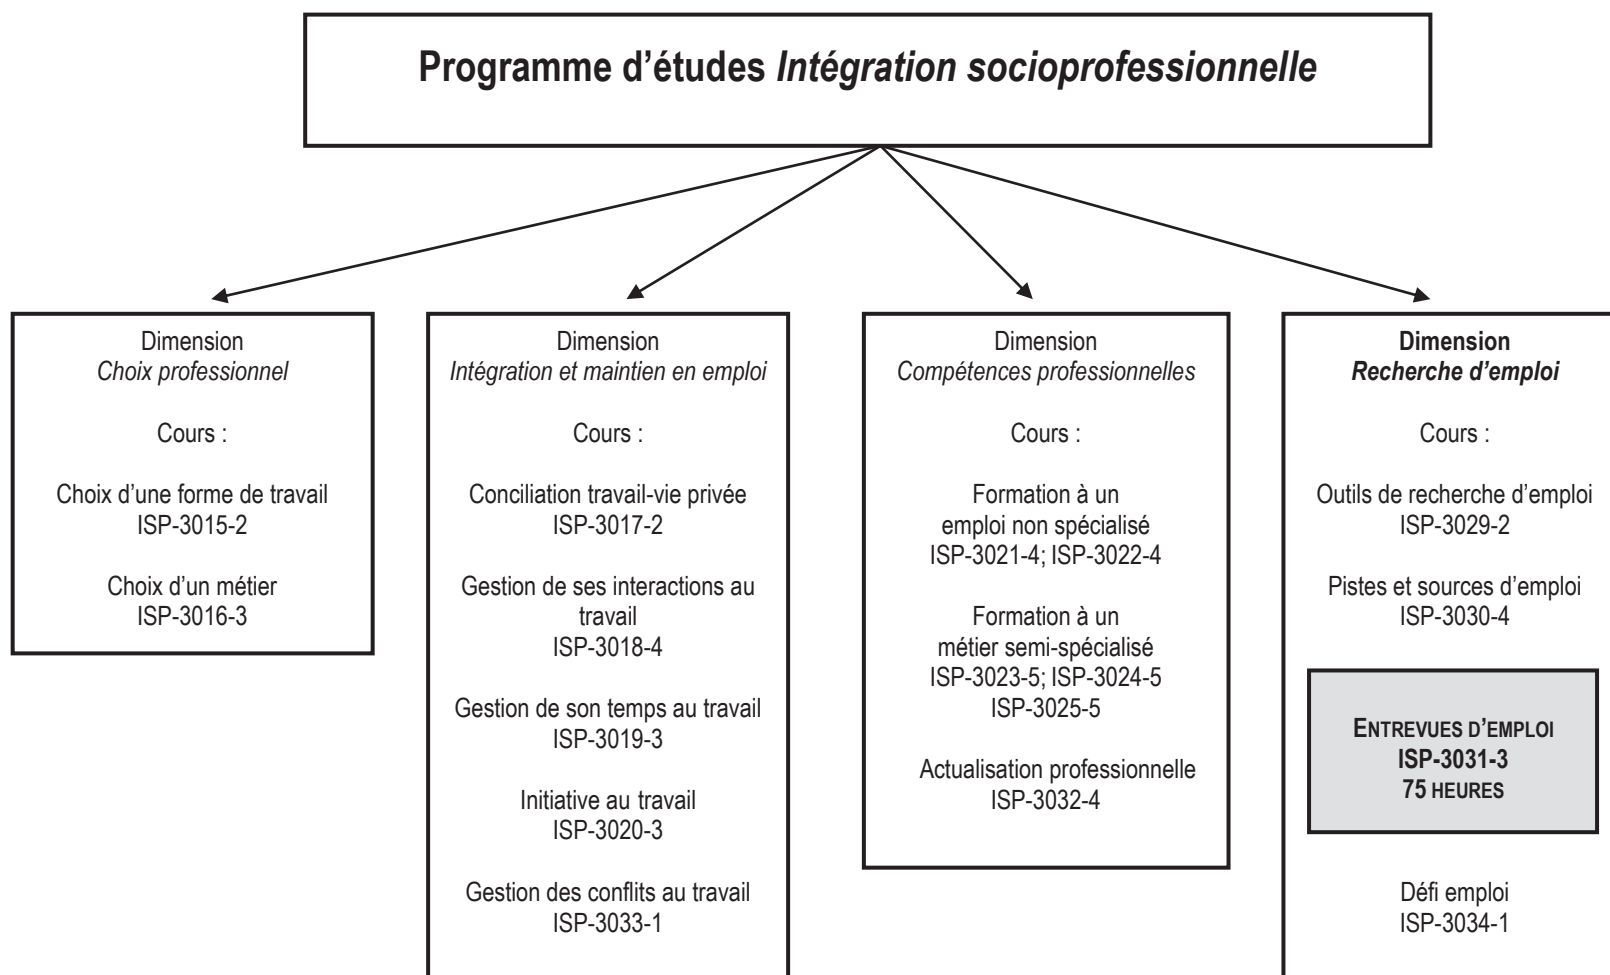 Programme d’études Intégration socioprofessionnelle
Dimension
Choix professionnel
Cours :
Choix d’une forme de travail
ISP-3015-2
Choix d’un métier
ISP-3016-3
Dimension
Intégration et maintien en emploi
Cours :
Conciliation travail-vie privée
ISP-3017-2
Gestion de ses interactions au
travail
ISP-3018-4
Gestion de son temps au travail
ISP-3019-3
Initiative au travail
ISP-3020-3
Gestion des conflits au travail
ISP-3033-1
Dimension
Compétences professionnelles
Cours :
Formation à un
emploi non spécialisé
ISP-3021-4; ISP-3022-4
Formation à un
métier semi-spécialisé
ISP-3023-5; ISP-3024-5
ISP-3025-5
Actualisation professionnelle
ISP-3032-4
Dimension
Recherche d’emploi
Cours :
Outils de recherche d’emploi
ISP-3029-2
Pistes et sources d’emploi
ISP-3030-4
ENTREVUES D’EMPLOI
ISP-3031-3
75 HEURES
Défi emploi
ISP-3034-1